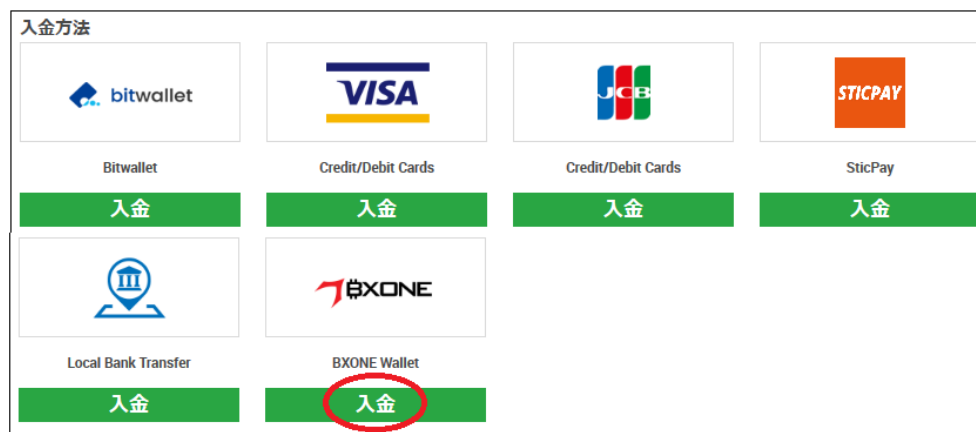 入金方法
bitwallet
VISA
JCB
STICPAY
Bitwallet
Credit/Debit Cards
Credit/Debit Cards
SticPay
入金
入金
入金
入金
BXONE
Local Bank Transfer
BXONE Wallet
入金
入金